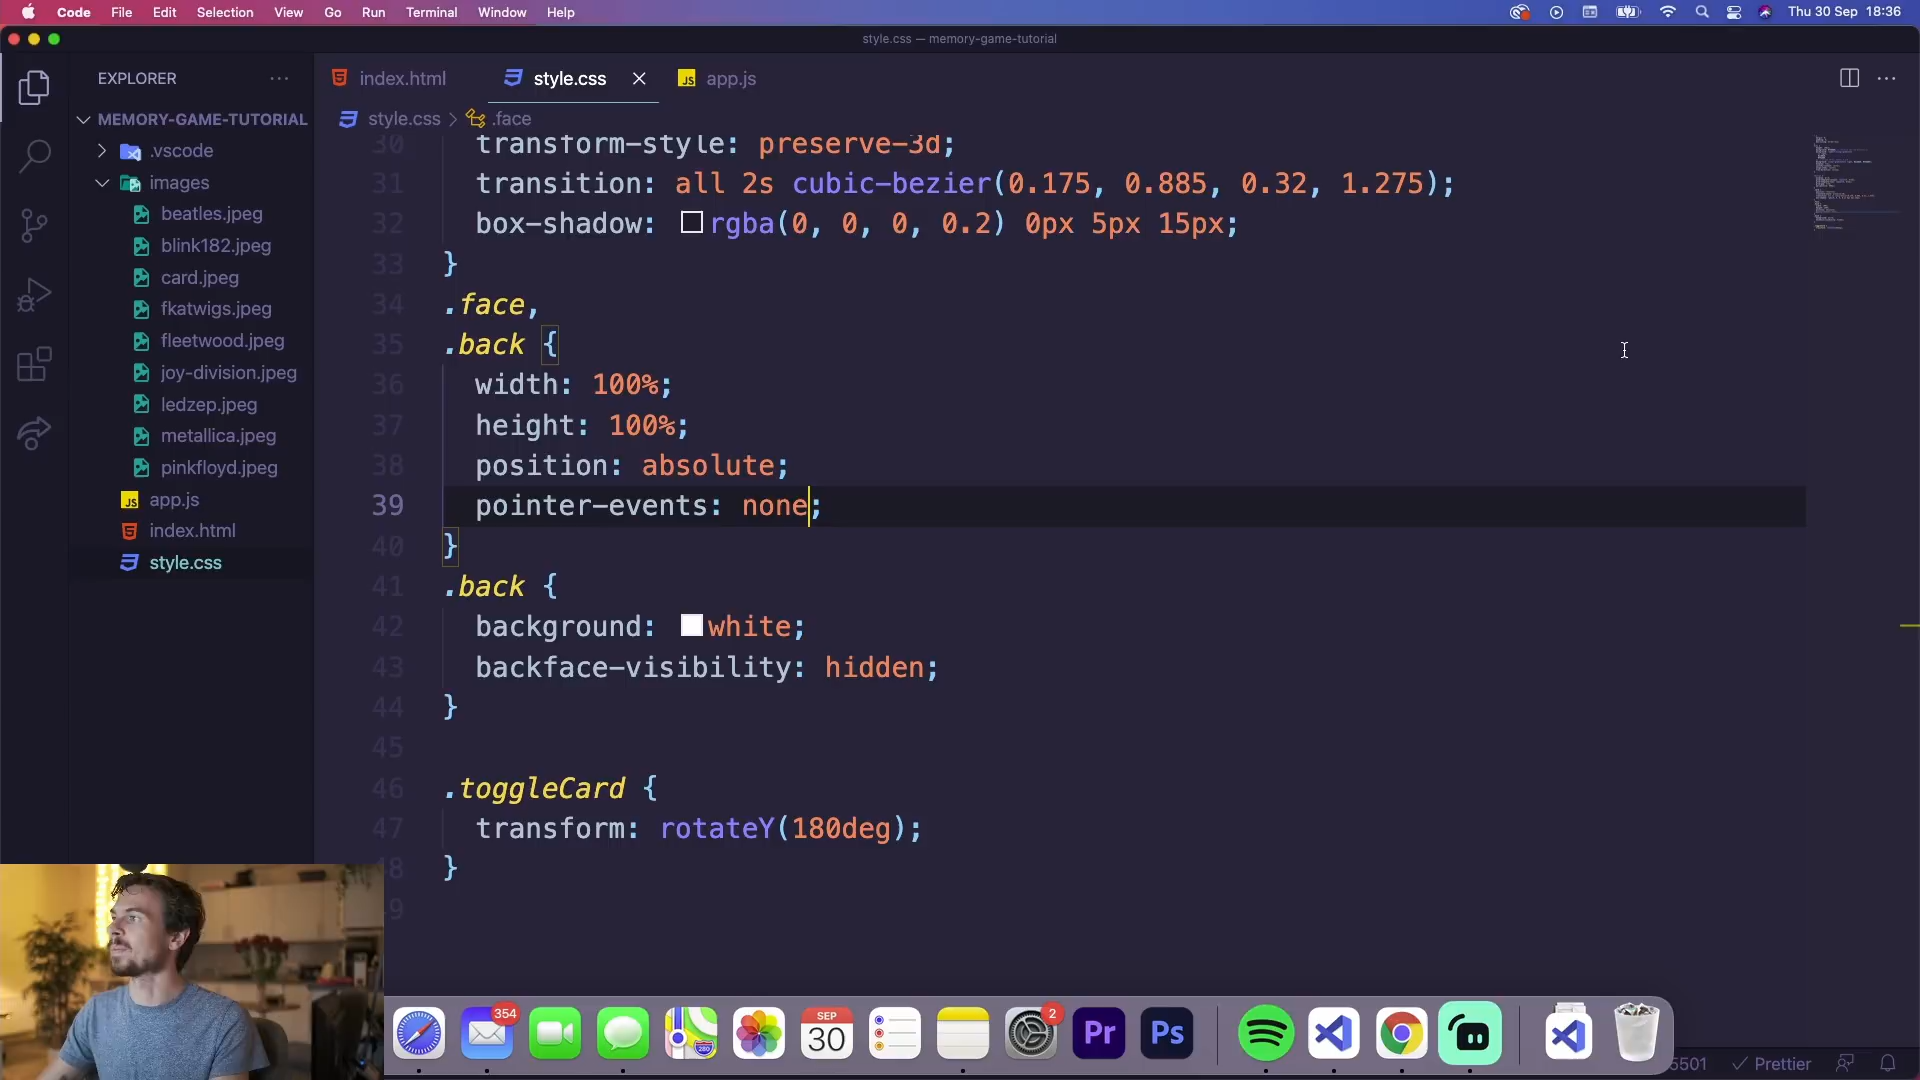 Code File Edit Selection View Go Run Terminal Window Help Thu 30 Sep 18:36
style.css — memory-game-tutorial
EXPLORER
index.html style.css app.js
MEMORY-GAME-TUTORIAL
style.css > .face
.vscode
images
beatles.jpeg
blink182.jpeg
card.jpeg
fkatwigs.jpeg
fleetwood.jpeg
joy-division.jpeg
ledzep.jpeg
metallica.jpeg
pinkfloyd.jpeg
app.js
index.html
style.css
30 transform-style: preserve-3d;
31 transition: all 2s cubic-bezier(0.175, 0.885, 0.32, 1.275);
32 box-shadow: rgba(0, 0, 0, 0.2) 0px 5px 15px;
33 }
34 .face,
35 .back {
36 width: 100%;
37 height: 100%;
38 position: absolute;
39 pointer-events: none;
40 }
41 .back {
42 background: white;
43 backface-visibility: hidden;
44 }
45
46 .toggleCard {
47 transform: rotateY(180deg);
48 }
354
SEP
30
280
2
Pr
Ps
5501 Prettier